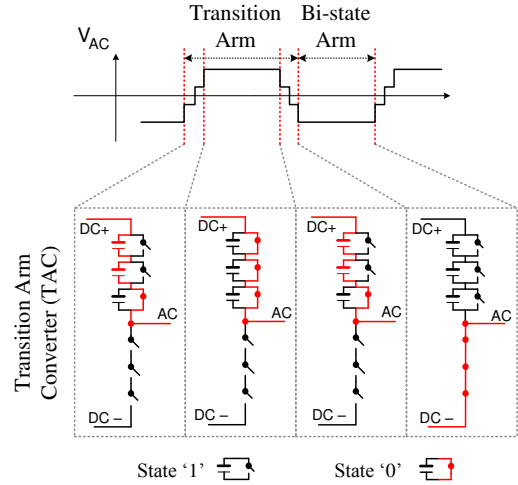 Transition Arm
Bi-state Arm
V_AC
Transition Arm Converter (TAC)
DC+
DC+
DC+
DC+
AC
AC
AC
AC
DC –
DC –
DC –
DC –
State ‘1’
State ‘0’